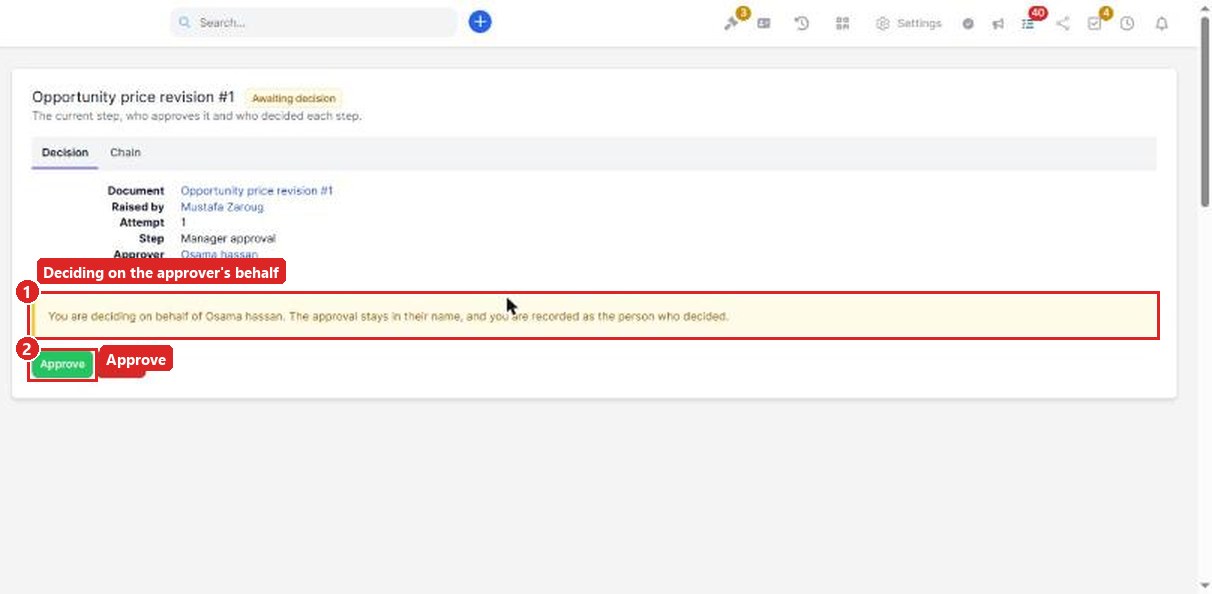 Search...
3
Settings
40
4
Opportunity price revision #1 Awaiting decision
The current step, who approves it and who decided each step.
Decision Chain
Document Opportunity price revision #1
Raised by Mustafa Zaroug
Attempt 1
Step Manager approval
Approver Osama hassan
Deciding on the approver's behalf
1
You are deciding on behalf of Osama hassan. The approval stays in their name, and you are recorded as the person who decided.
2
Approve Approve